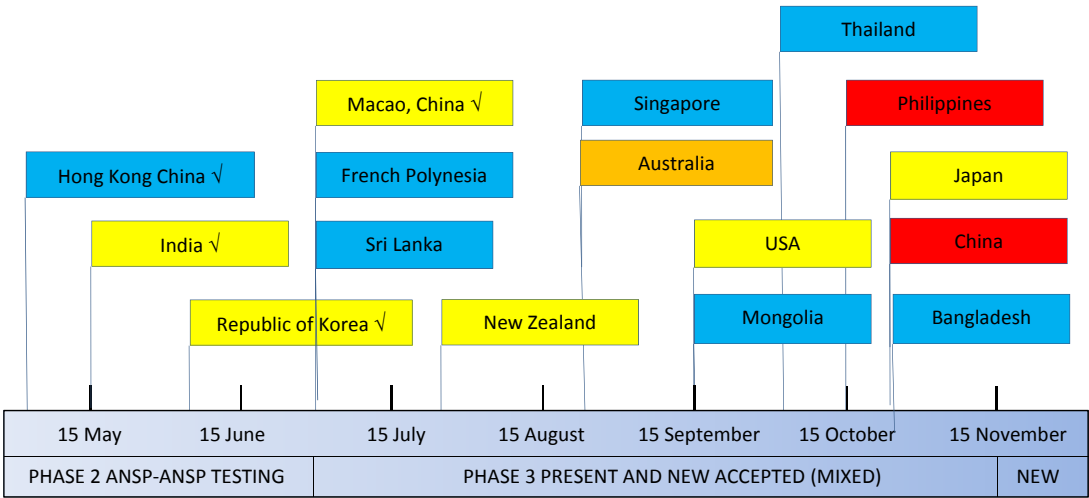 Thailand
Macao, China √
Singapore
Philippines
Hong Kong China √
French Polynesia
Australia
Japan
India √
Sri Lanka
USA
China
Republic of Korea √
New Zealand
Mongolia
Bangladesh
15 May
15 June
15 July
15 August
15 September
15 October
15 November
PHASE 2 ANSP-ANSP TESTING
PHASE 3 PRESENT AND NEW ACCEPTED (MIXED)
NEW